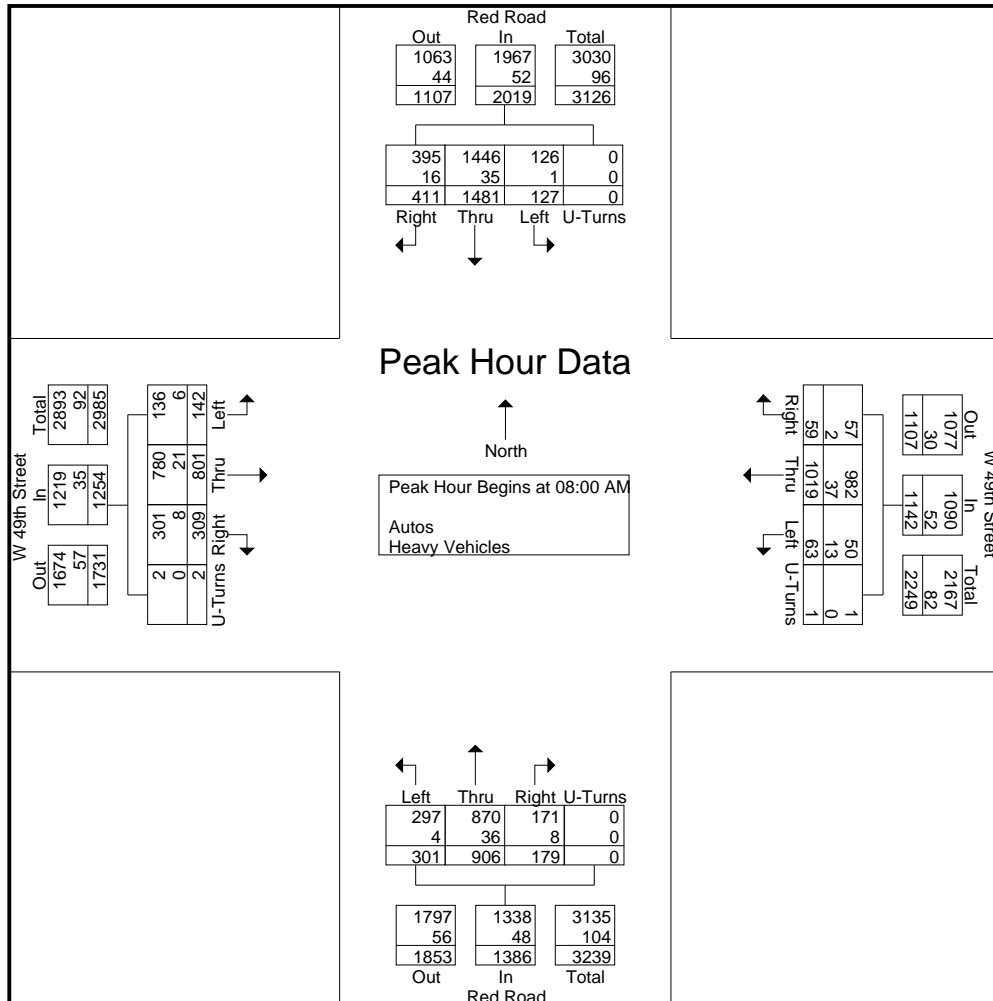 Red Road
Out In Total
1063 1967 3030
44 52 96
1107 2019 3126
395 1446 126 0
16 35 1 0
411 1481 127 0
Right Thru Left U-Turns
Peak Hour Data
North
Peak Hour Begins at 08:00 AM
Autos
Heavy Vehicles
W 49th Street
Total In Out
2893 1219 1674
92 35 57
2985 1254 1731
136 780 301 2
6 21 8 0
142 801 309 2
Left Thru Right U-Turns
W 49th Street
Out In Total
1077 1090 2167
30 52 82
1107 1142 2249
57 982 50 1
2 37 13 0
59 1019 63 1
Right Thru Left U-Turns
Left Thru Right U-Turns
297 870 171 0
4 36 8 0
301 906 179 0
1797 1338 3135
56 48 104
1853 1386 3239
Out In Total
Red Road